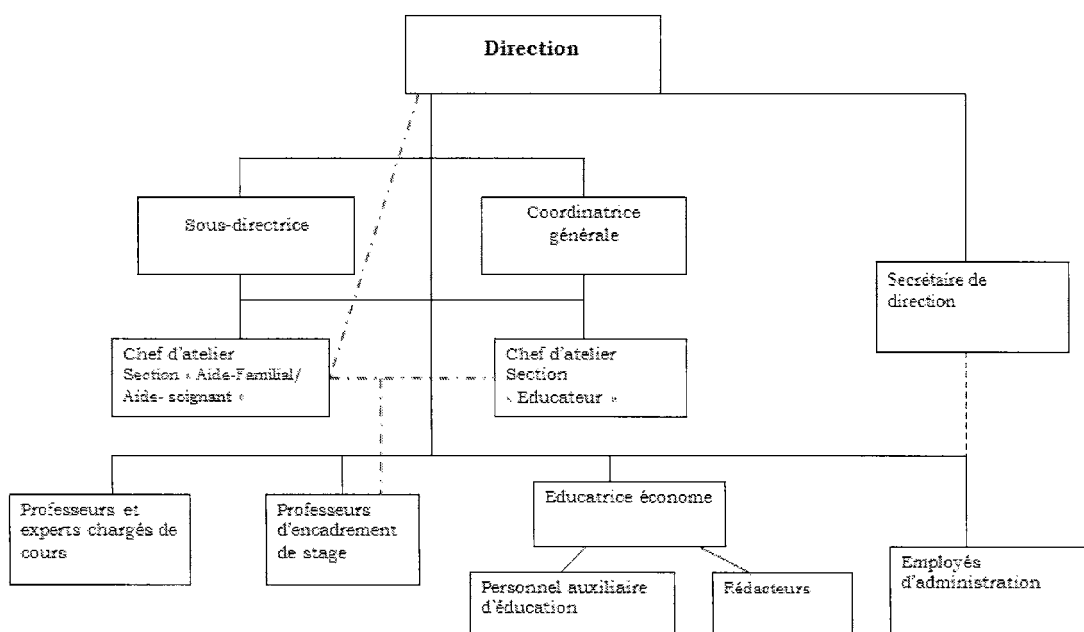 Direction
Sous-directrice
Coordinatrice
générale
Secrétaire de
direction
Chef d'atelier
Section « Aide-Familial/
Aide- soignant «
Chef d'atelier
Section
« Educateur »
Professeurs et
experts chargés de
cours
Professeurs
d'encadrement
de stage
Educatrice économe
Employés
d'administration
Personnel auxiliaire
d'éducation
Rédacteurs